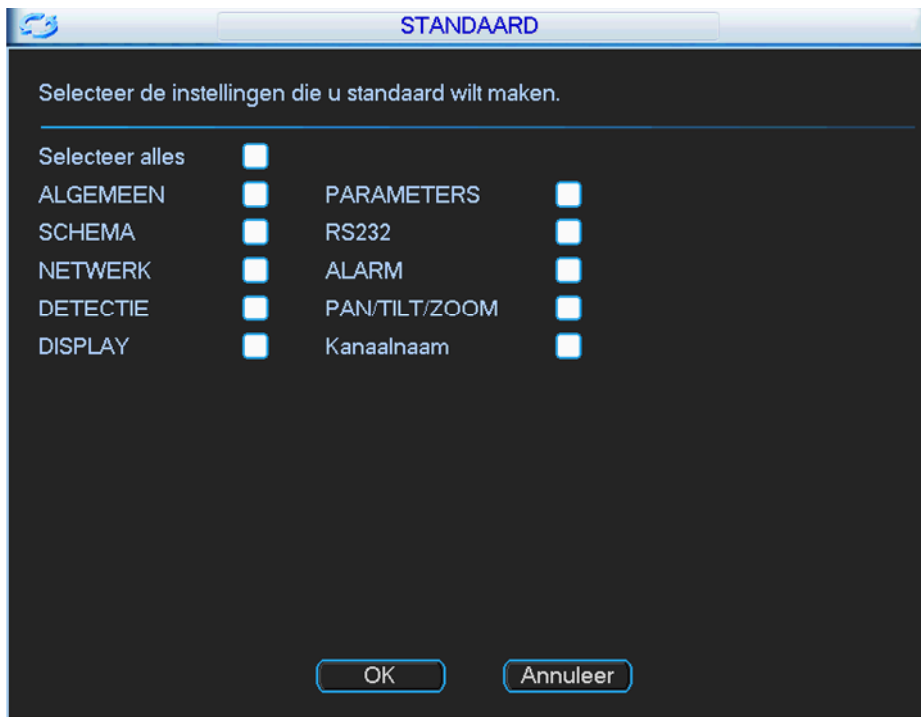 STANDAARD
Selecteer de instellingen die u standaard wilt maken.
Selecteer alles
ALGEMEEN PARAMETERS
SCHEMA RS232
NETWERK ALARM
DETECTIE PAN/TILT/ZOOM
DISPLAY Kanaalnaam
OK Annuleer